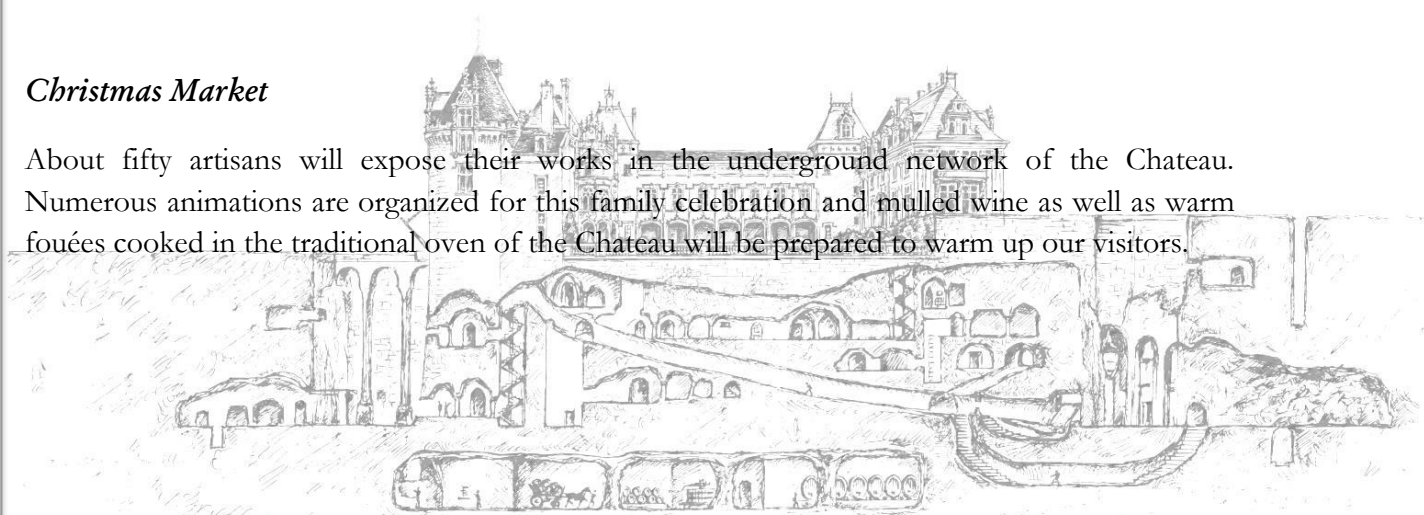 Christmas Market
About fifty artisans will expose their works in the underground network of the Chateau.
Numerous animations are organized for this family celebration and mulled wine as well as warm
fouées cooked in the traditional oven of the Chateau will be prepared to warm up our visitors.